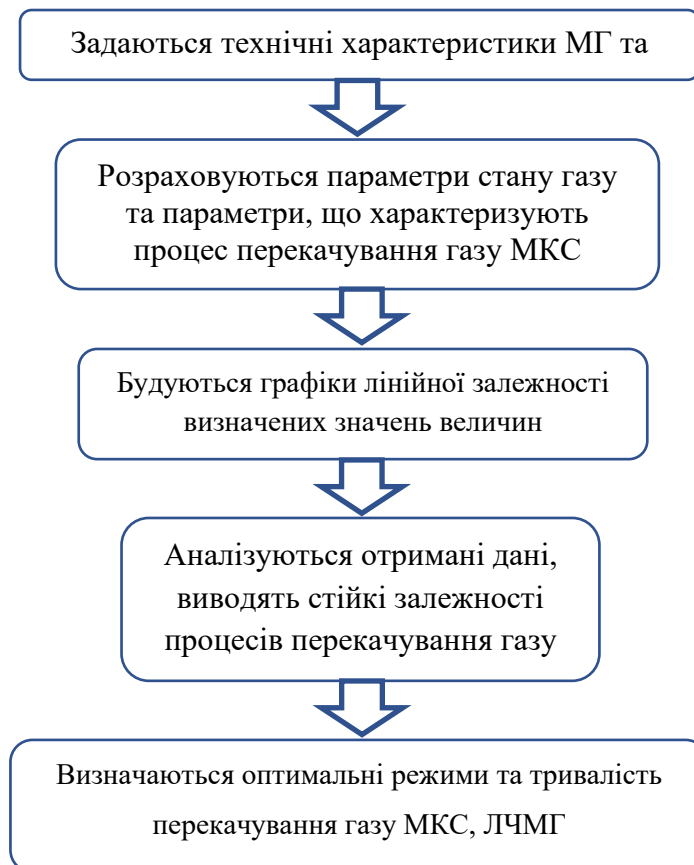 Задаються технічні характеристики МГ та
Розраховуються параметри стану газу
та параметри, що характеризують
процес перекачування газу МКС
Будуються графіки лінійної залежності
визначених значень величин
Аналізуються отримані дані,
виводять стійкі залежності
процесів перекачування газу
Визначаються оптимальні режими та тривалість
перекачування газу МКС, ЛЧМГ